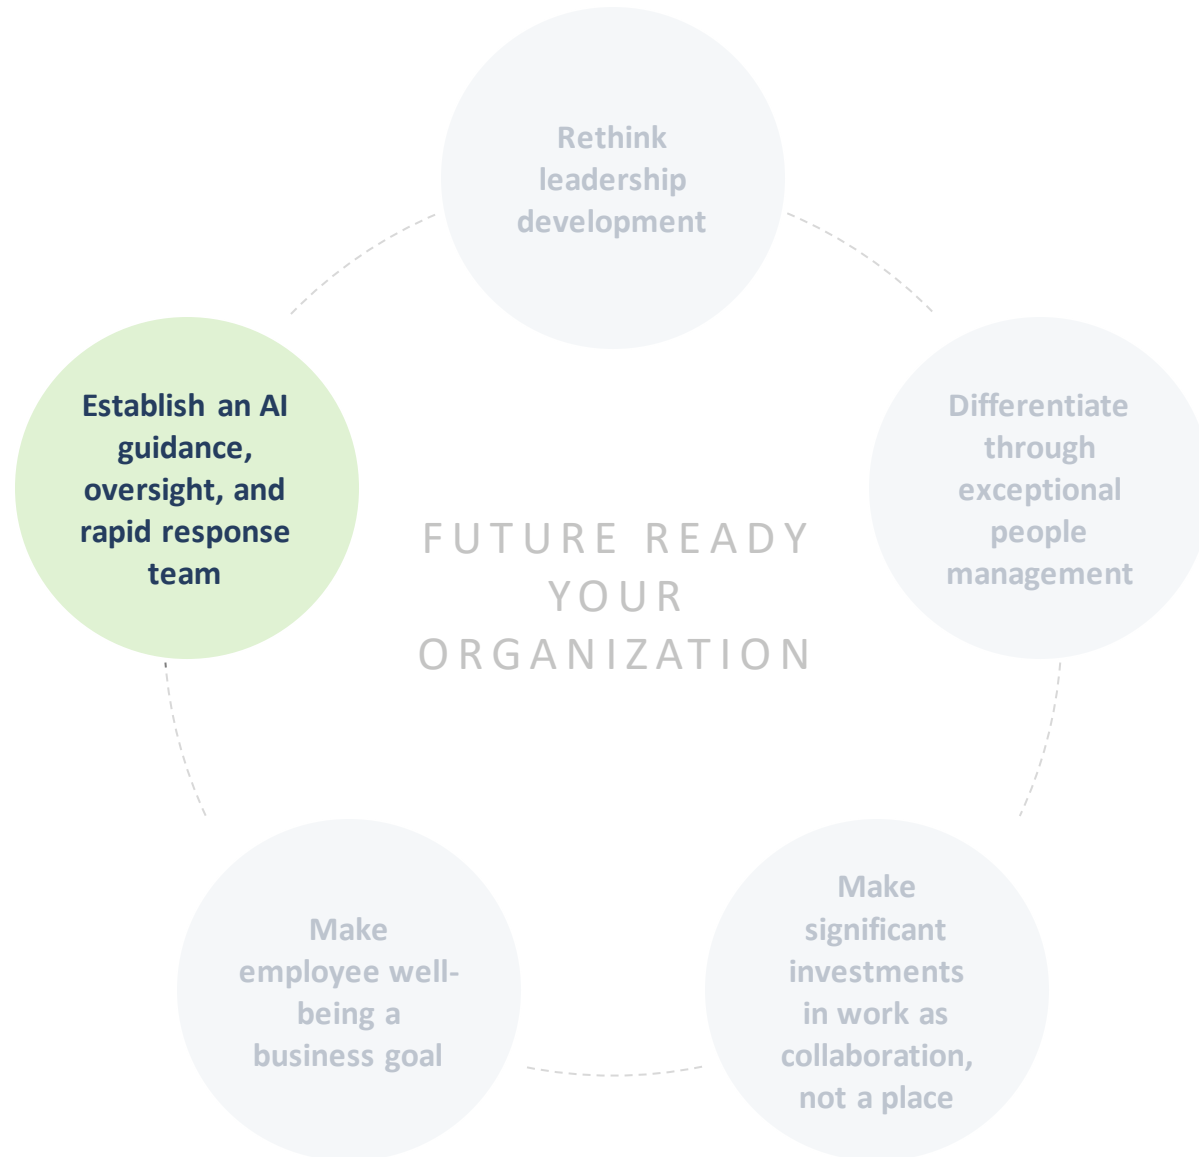 Rethink
leadership
development
Differentiate
through
exceptional
people
management
Make
significant
investments
in work as
collaboration,
not a place
Make
employee well-
being a
business goal
Establish an AI
guidance,
oversight, and
rapid response
team
FUTURE READY
YOUR
ORGANIZATION